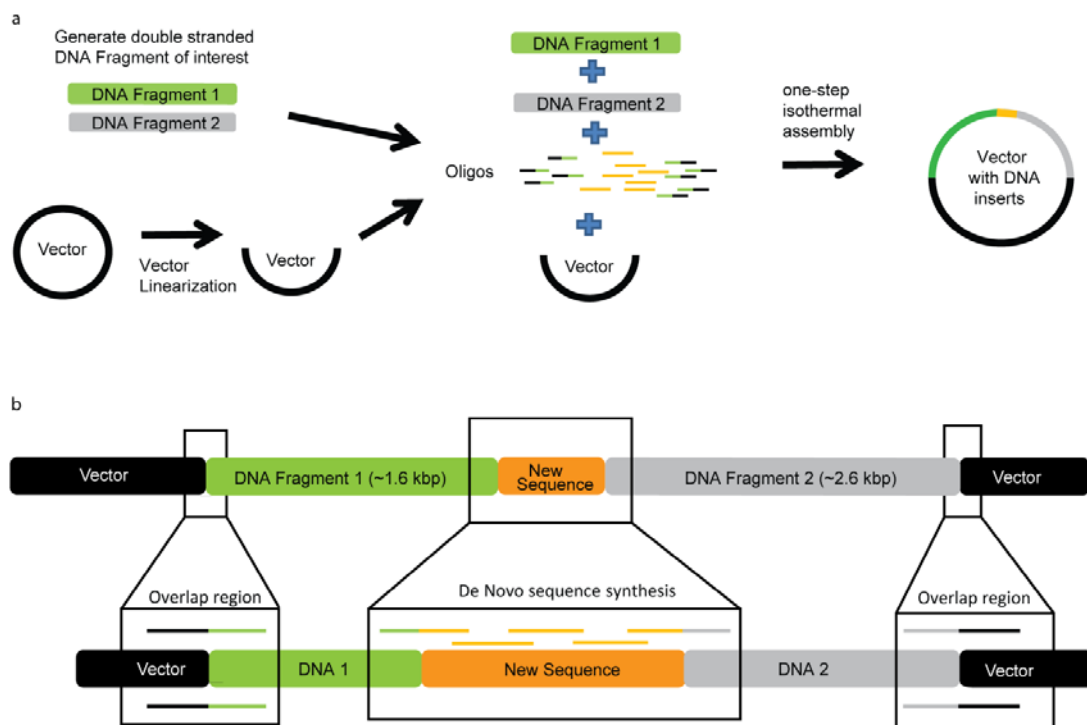 a
Generate double stranded
DNA Fragment of interest
DNA Fragment 1
DNA Fragment 2
Vector
Vector
Linearization
Vector
DNA Fragment 1
DNA Fragment 2
Oligos
Vector
one-step
isothermal
assembly
Vector
with DNA
inserts
b
Vector
DNA Fragment 1 (~1.6 kbp)
New
Sequence
DNA Fragment 2 (~2.6 kbp)
Vector
Overlap region
De Novo sequence synthesis
Overlap region
Vector
DNA 1
New Sequence
DNA 2
Vector